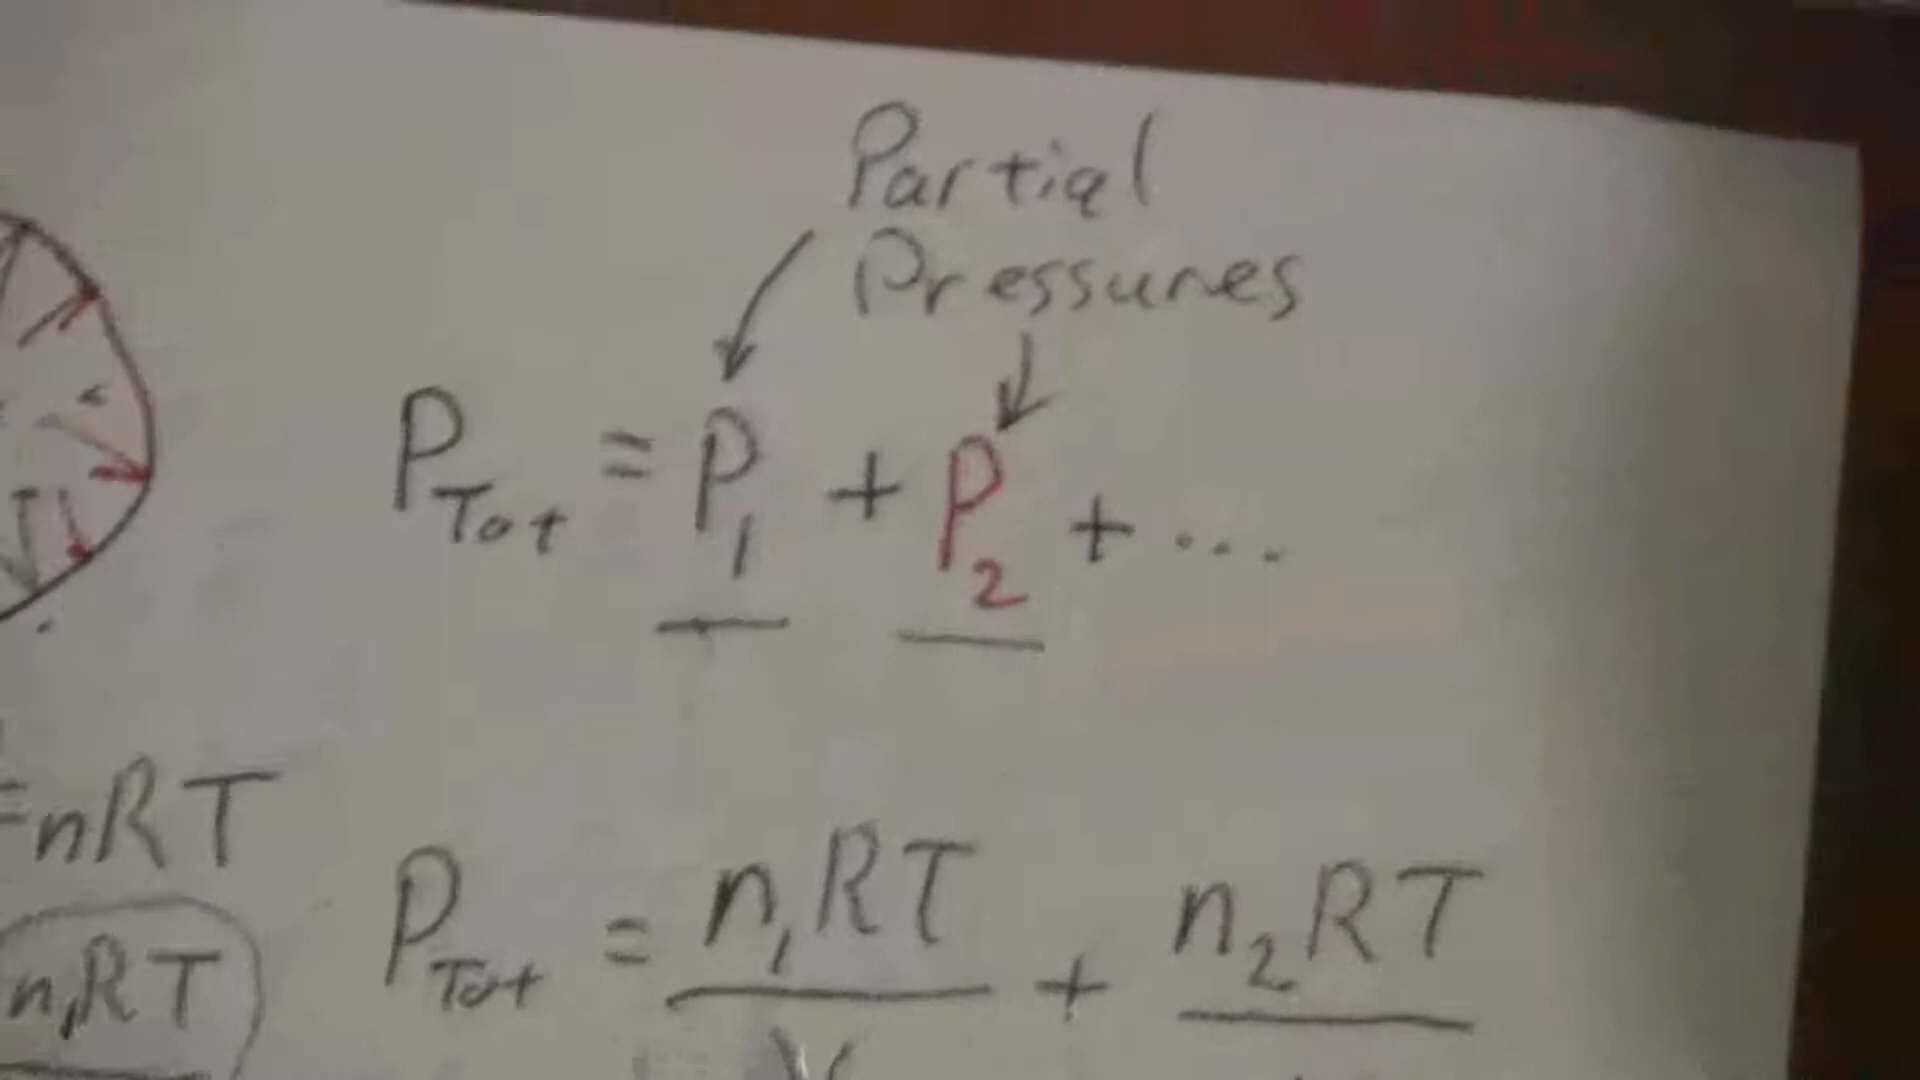 Partial
Pressures
P_Tot = P_1 + P_2 + ...
=nRT
P_Tot = n_1RT + n_2RT
n_1RT
V